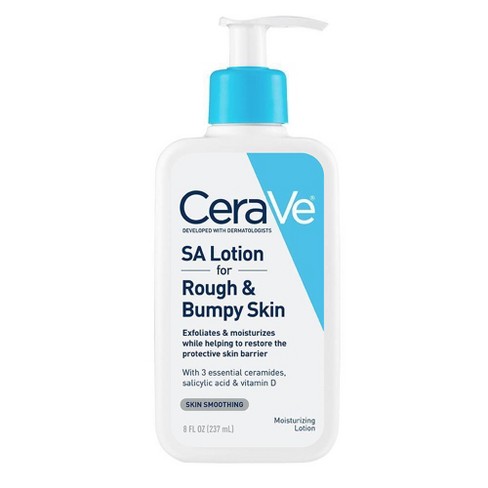 CeraVe®
DEVELOPED WITH DERMATOLOGISTS
SA Lotion
for
Rough &
Bumpy Skin
Exfoliates & moisturizes
while helping to restore the
protective skin barrier
With 3 essential ceramides,
salicylic acid & vitamin D
SKIN SMOOTHING
8 FL OZ (237 mL)
Moisturizing
Lotion